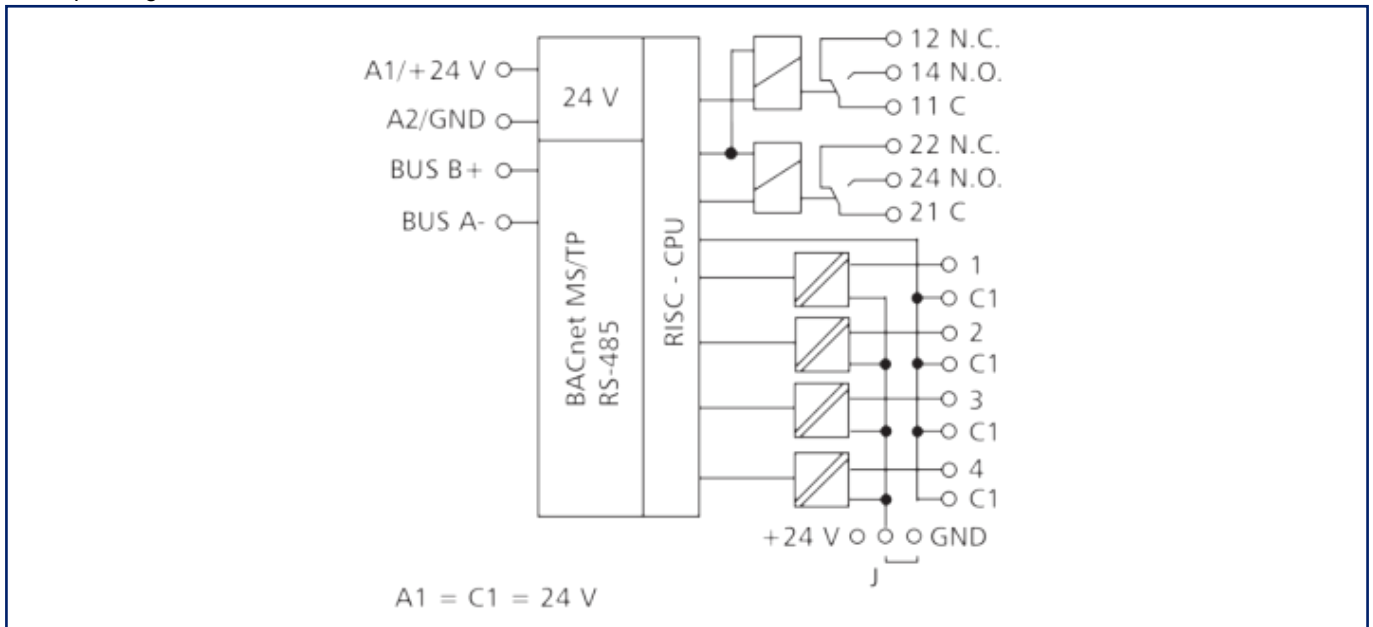 A1/+24 V
A2/GND
BUS B+
BUS A-
24 V
BACnet MS/TP
RS-485
RISC - CPU
12 N.C.
14 N.O.
11 C
22 N.C.
24 N.O.
21 C
1
C1
2
C1
3
C1
4
C1
+24 V
GND
J
A1 = C1 = 24 V